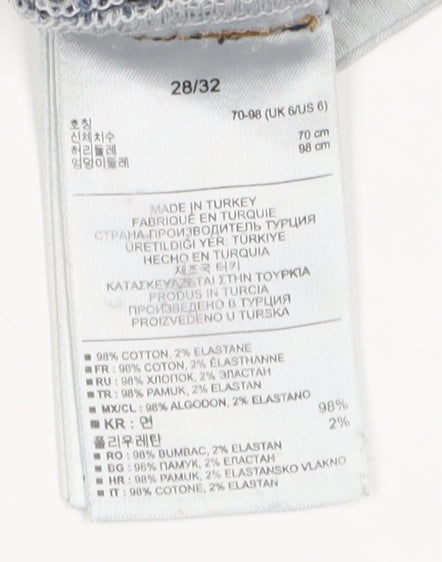 28/32
호칭 70-98 (UK 6/US 6)
신체치수
허리둘레 70 cm
엉덩이둘레 98 cm
MADE IN TURKEY
FABRIQUÉ EN TURQUIE
СТРАНА-ПРОИЗВОДИТЕЛЬ ТУРЦИЯ
ÜRETILDIĞI YER: TÜRKIYE
HECHO EN TURQUIA
제조국 터키
ΚΑΤΑΣΚΕΥΑΖΕΤΑΙ ΣΤΗΝ ΤΟΥΡΚΙΑ
PRODUS IN TURCIA
ПРОИЗВЕДЕНО В ТУРЦИЯ
PROIZVEDENO U TURSKA
■ 98% COTTON, 2% ELASTANE
■ FR : 98% COTON, 2% ÉLASTHANNE
■ RU : 98% ХЛОПОК, 2% ЭЛАСТАН
■ TR : 98% PAMUK, 2% ELASTAN
■ MX/CL : 98% ALGODON, 2% ELASTANO
■ KR : 면 98%
폴리우레탄 2%
■ RO : 98% BUMBAC, 2% ELASTAN
■ BG : 98% ПАМУК, 2% ЕЛАСТАН
■ HR : 98% PAMUK, 2% ELASTANSKO VLAKNO
■ IT : 98% COTONE, 2% ELASTAN